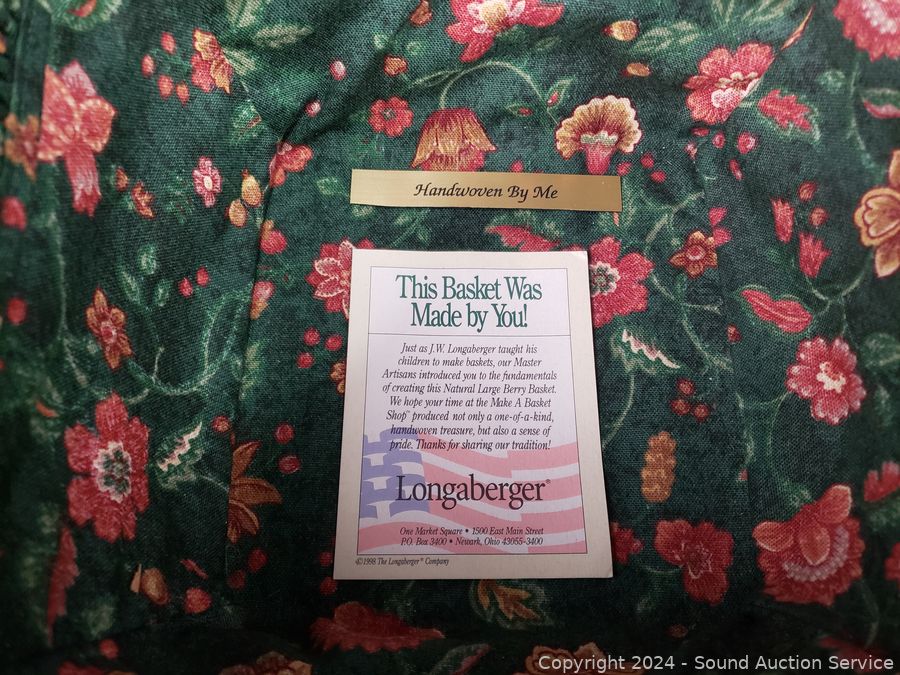 Handwoven By Me
This Basket Was
Made by You!
Just as J.W. Longaberger taught his
children to make baskets, our Master
Artisans introduced you to the fundamentals
of creating this Natural Large Berry Basket.
We hope your time at the Make A Basket
Shop™ produced not only a one-of-a-kind,
handwoven treasure, but also a sense of
pride. Thanks for sharing our tradition!
Longaberger®
One Market Square • 1500 East Main Street
P.O. Box 3400 • Newark, Ohio 43055-3400
©1998 The Longaberger® Company
Copyright 2024 - Sound Auction Service